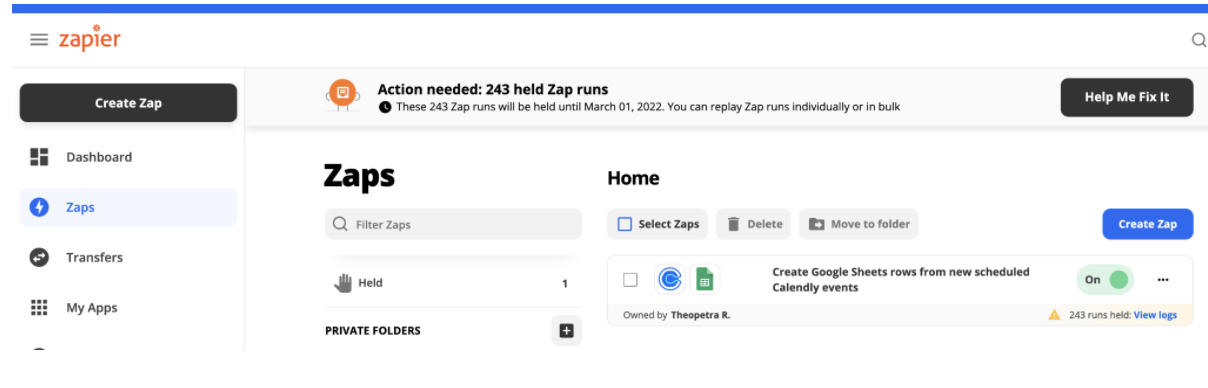 zapier
Create Zap
Dashboard
Zaps
Transfers
My Apps
Action needed: 243 held Zap runs
These 243 Zap runs will be held until March 01, 2022. You can replay Zap runs individually or in bulk
Help Me Fix It
Zaps
Filter Zaps
Held 1
PRIVATE FOLDERS
Home
Select Zaps Delete Move to folder Create Zap
Create Google Sheets rows from new scheduled
Calendly events
On
Owned by Theopetra R.
243 runs held: View logs